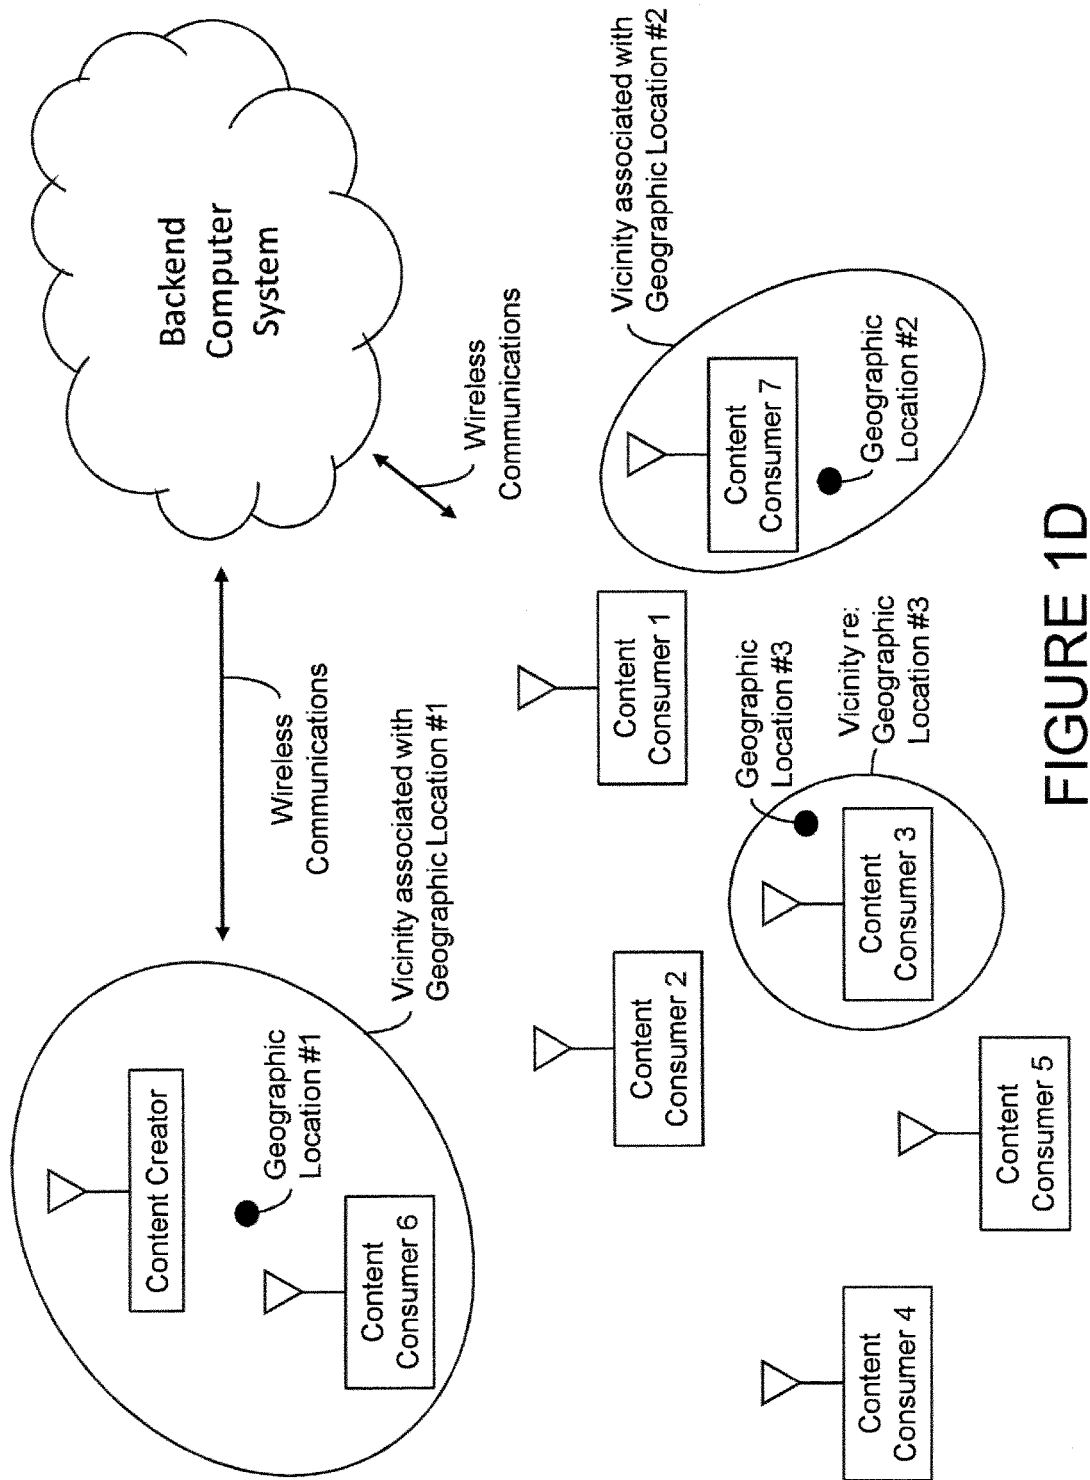 Backend
Computer
System
Wireless
Communications
Wireless
Communications
Content Creator
Geographic
Location #1
Content
Consumer 6
Vicinity associated with
Geographic Location #1
Vicinity associated with
Geographic Location #2
Content
Consumer 1
Content
Consumer 2
Content
Consumer 7
Geographic
Location #2
Geographic
Location #3
Content
Consumer 3
Vicinity re:
Geographic
Location #3
Content
Consumer 4
Content
Consumer 5
FIGURE 1D